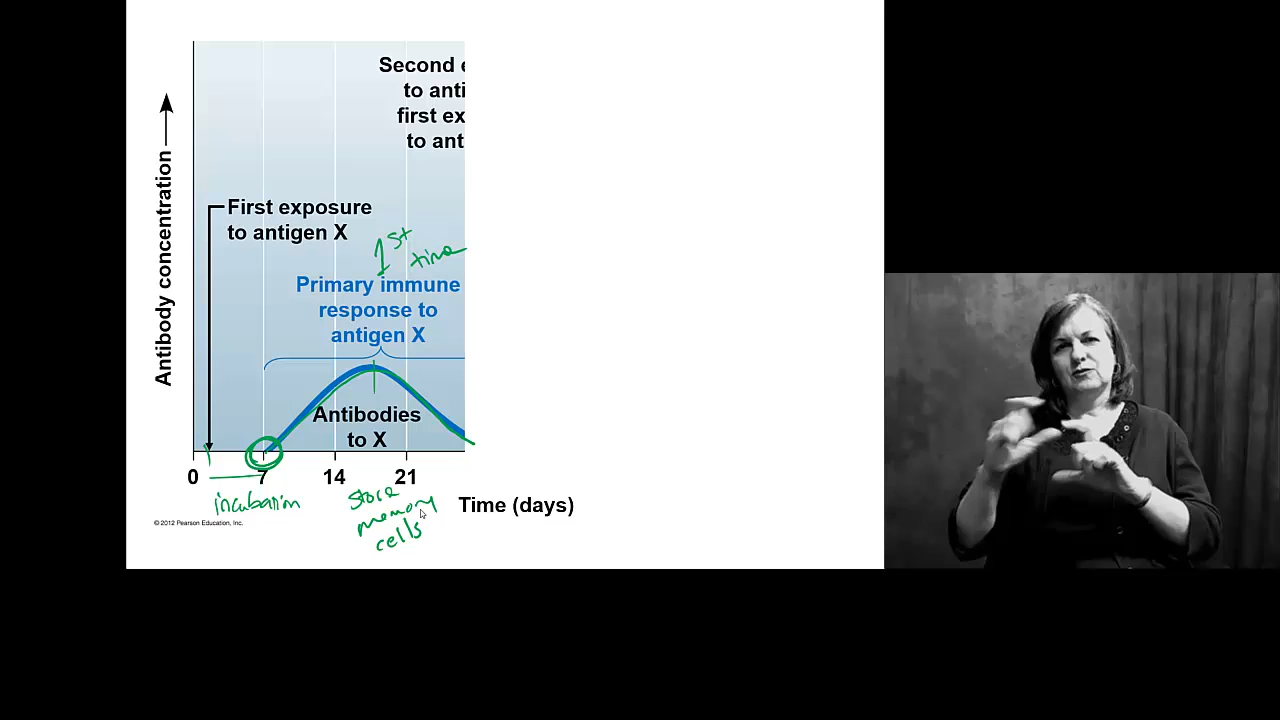 Second e
to anti
first ex
to ant
Antibody concentration
First exposure
to antigen X
1st
time
Primary immune
response to
antigen X
Antibodies
to X
0 7 14 21
incubation
store
memory
cells
Time (days)
© 2012 Pearson Education, Inc.